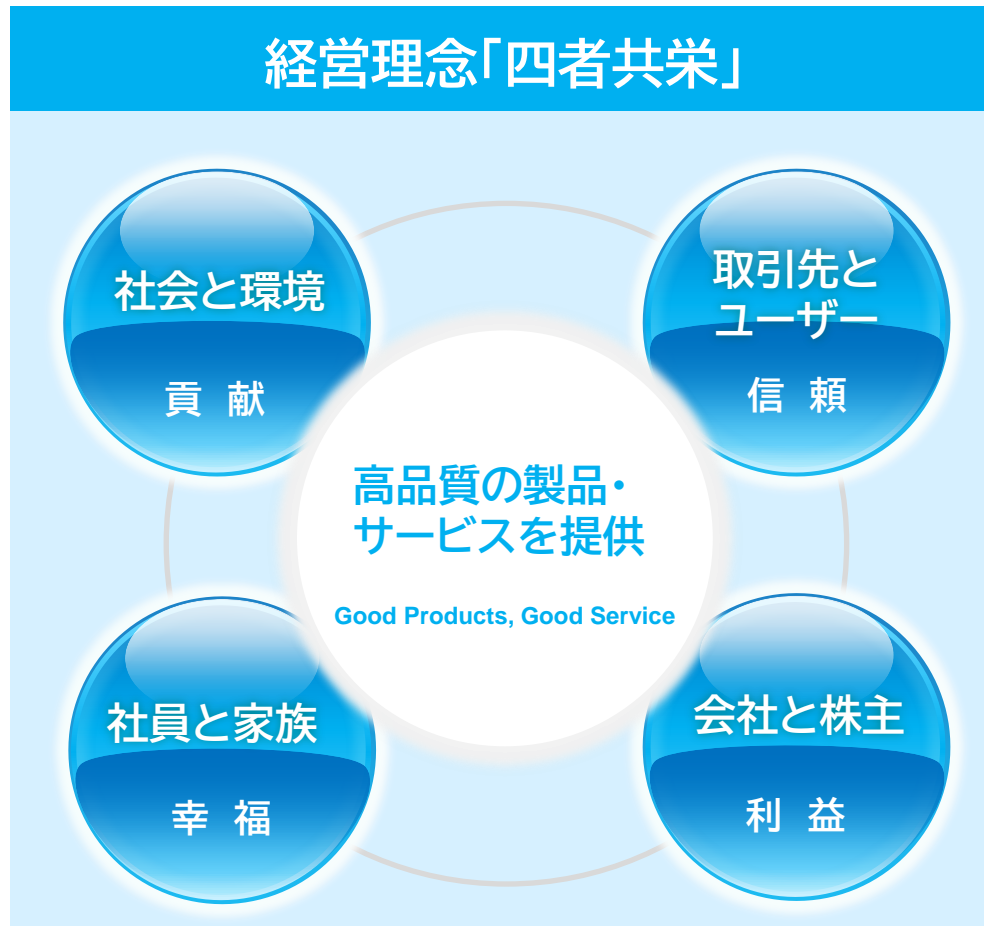 経営理念「四者共栄」
社会と環境
貢 献
取引先と
ユーザー
信 頼
高品質の製品・
サービスを提供
Good Products, Good Service
社員と家族
幸 福
会社と株主
利 益